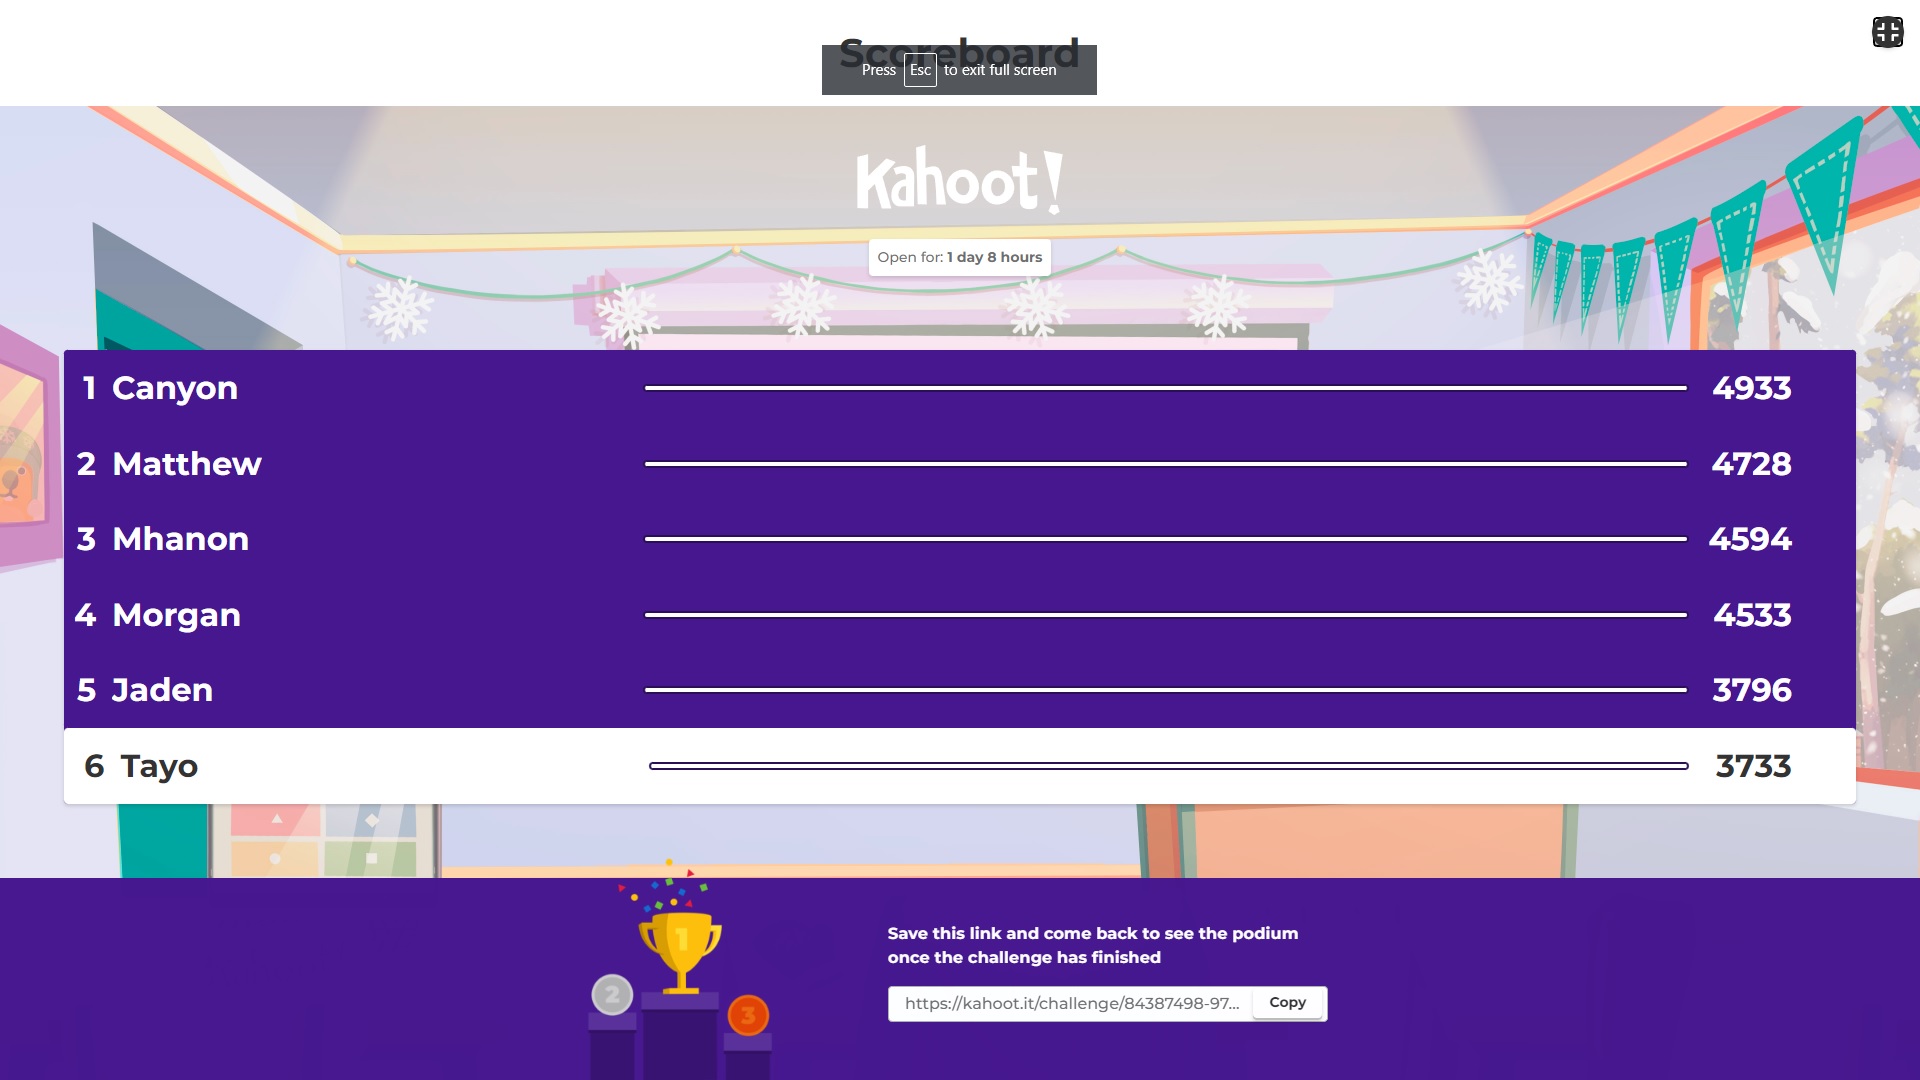 Scoreboard
Press Esc to exit full screen
Kahoot!
Open for: 1 day 8 hours
1 Canyon 4933
2 Matthew 4728
3 Mhanon 4594
4 Morgan 4533
5 Jaden 3796
6 Tayo 3733
1
2
3
Save this link and come back to see the podium
once the challenge has finished
https://kahoot.it/challenge/84387498-97... Copy